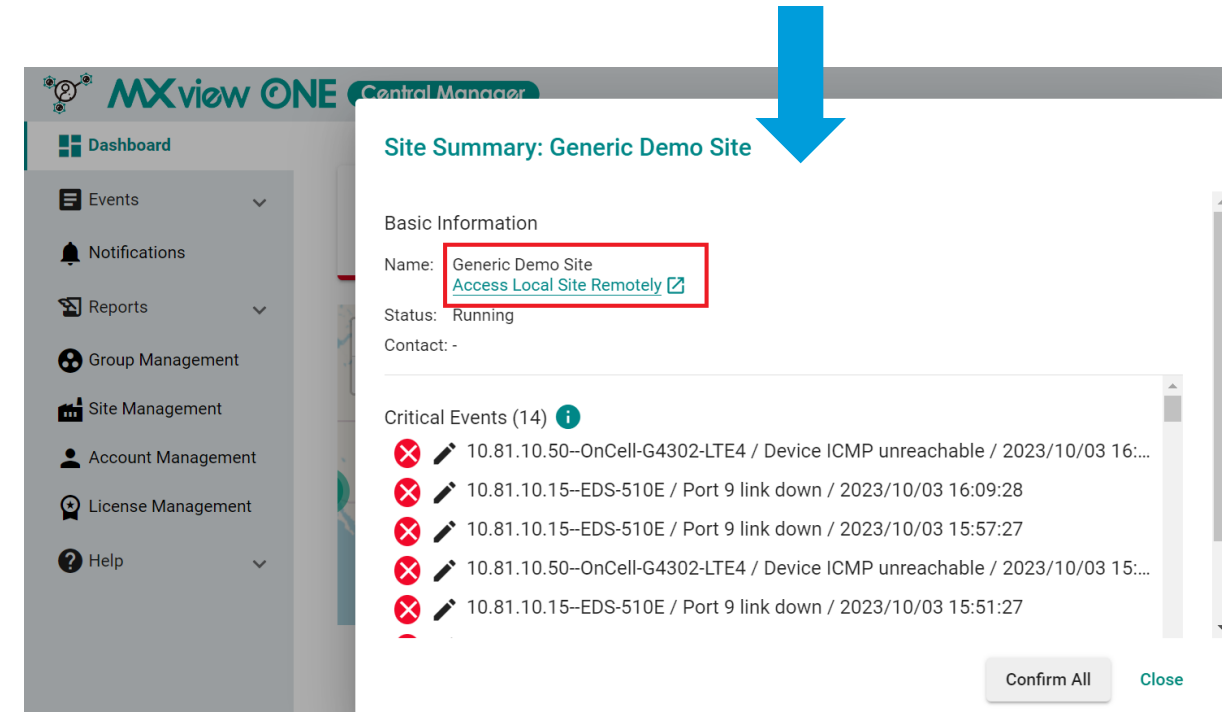 MXview ONE Central Manager
Dashboard
Events
Notifications
Reports
Group Management
Site Management
Account Management
License Management
Help
Site Summary: Generic Demo Site
Basic Information
Name: Generic Demo Site
Access Local Site Remotely
Status: Running
Contact: -
Critical Events (14)
10.81.10.50--OnCell-G4302-LTE4 / Device ICMP unreachable / 2023/10/03 16:...
10.81.10.15--EDS-510E / Port 9 link down / 2023/10/03 16:09:28
10.81.10.15--EDS-510E / Port 9 link down / 2023/10/03 15:57:27
10.81.10.50--OnCell-G4302-LTE4 / Device ICMP unreachable / 2023/10/03 15:...
10.81.10.15--EDS-510E / Port 9 link down / 2023/10/03 15:51:27
Confirm All Close